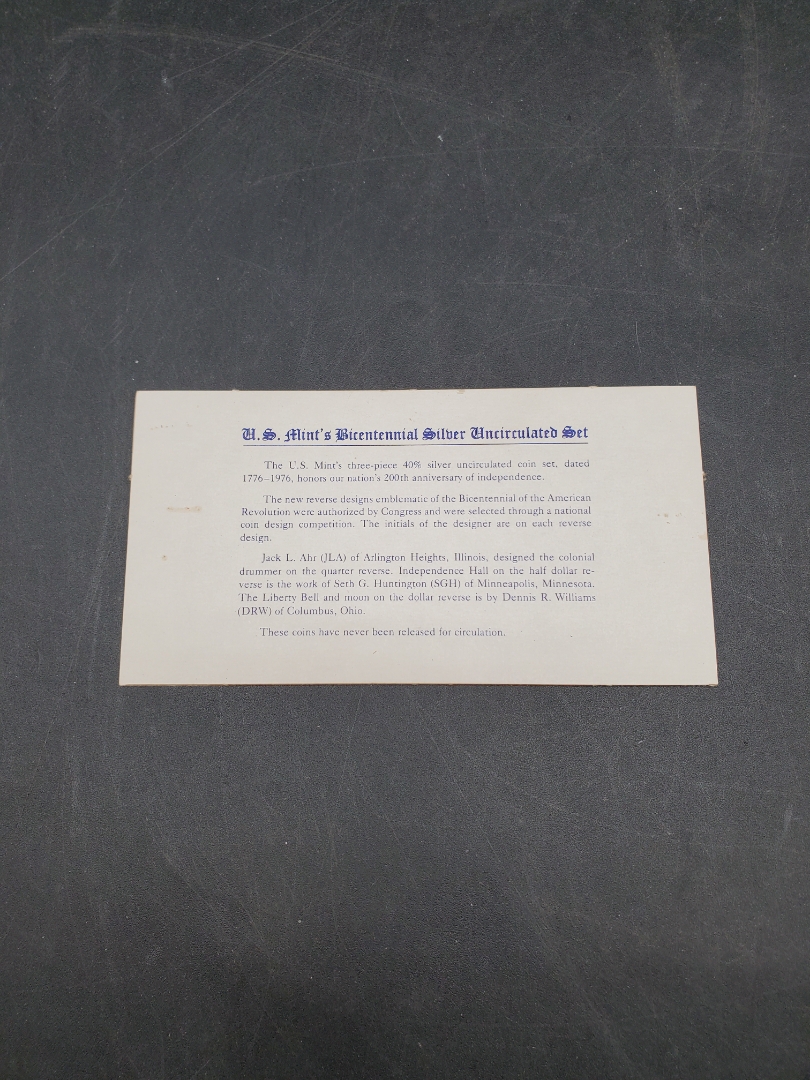 U.S. Mint's Bicentennial Silver Uncirculated Set
The U.S. Mint's three-piece 40% silver uncirculated coin set, dated
1776–1976, honors our nation's 200th anniversary of independence.
The new reverse designs emblematic of the Bicentennial of the American
Revolution were authorized by Congress and were selected through a national
coin design competition. The initials of the designer are on each reverse
design.
Jack L. Ahr (JLA) of Arlington Heights, Illinois, designed the colonial
drummer on the quarter reverse. Independence Hall on the half dollar re-
verse is the work of Seth G. Huntington (SGH) of Minneapolis, Minnesota.
The Liberty Bell and moon on the dollar reverse is by Dennis R. Williams
(DRW) of Columbus, Ohio.
These coins have never been released for circulation.